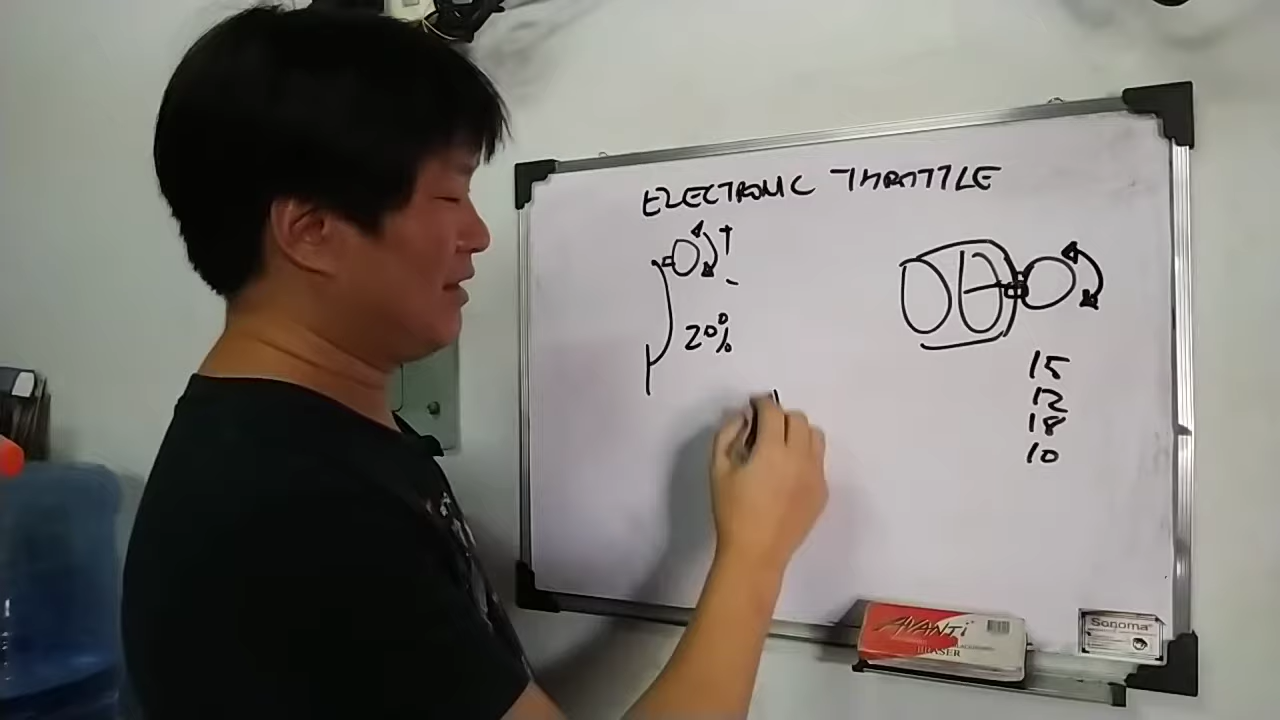 ELECTRONIC THROTTLE
+
-
20%
15
12
18
10
AVANTI
ERASER
Sonoma